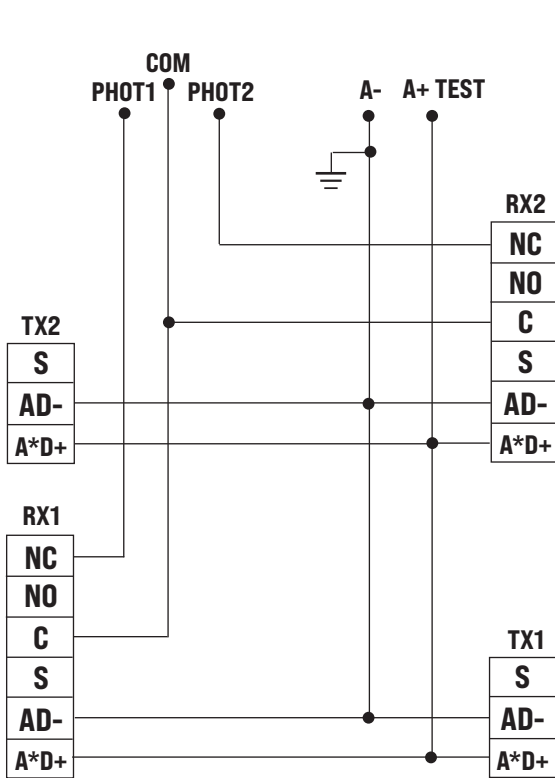 COM
PHOT1 PHOT2 A- A+ TEST
RX2
NC
NO
C
S
AD-
A*D+
TX2
S
AD-
A*D+
RX1
NC
NO
C
S
AD-
A*D+
TX1
S
AD-
A*D+